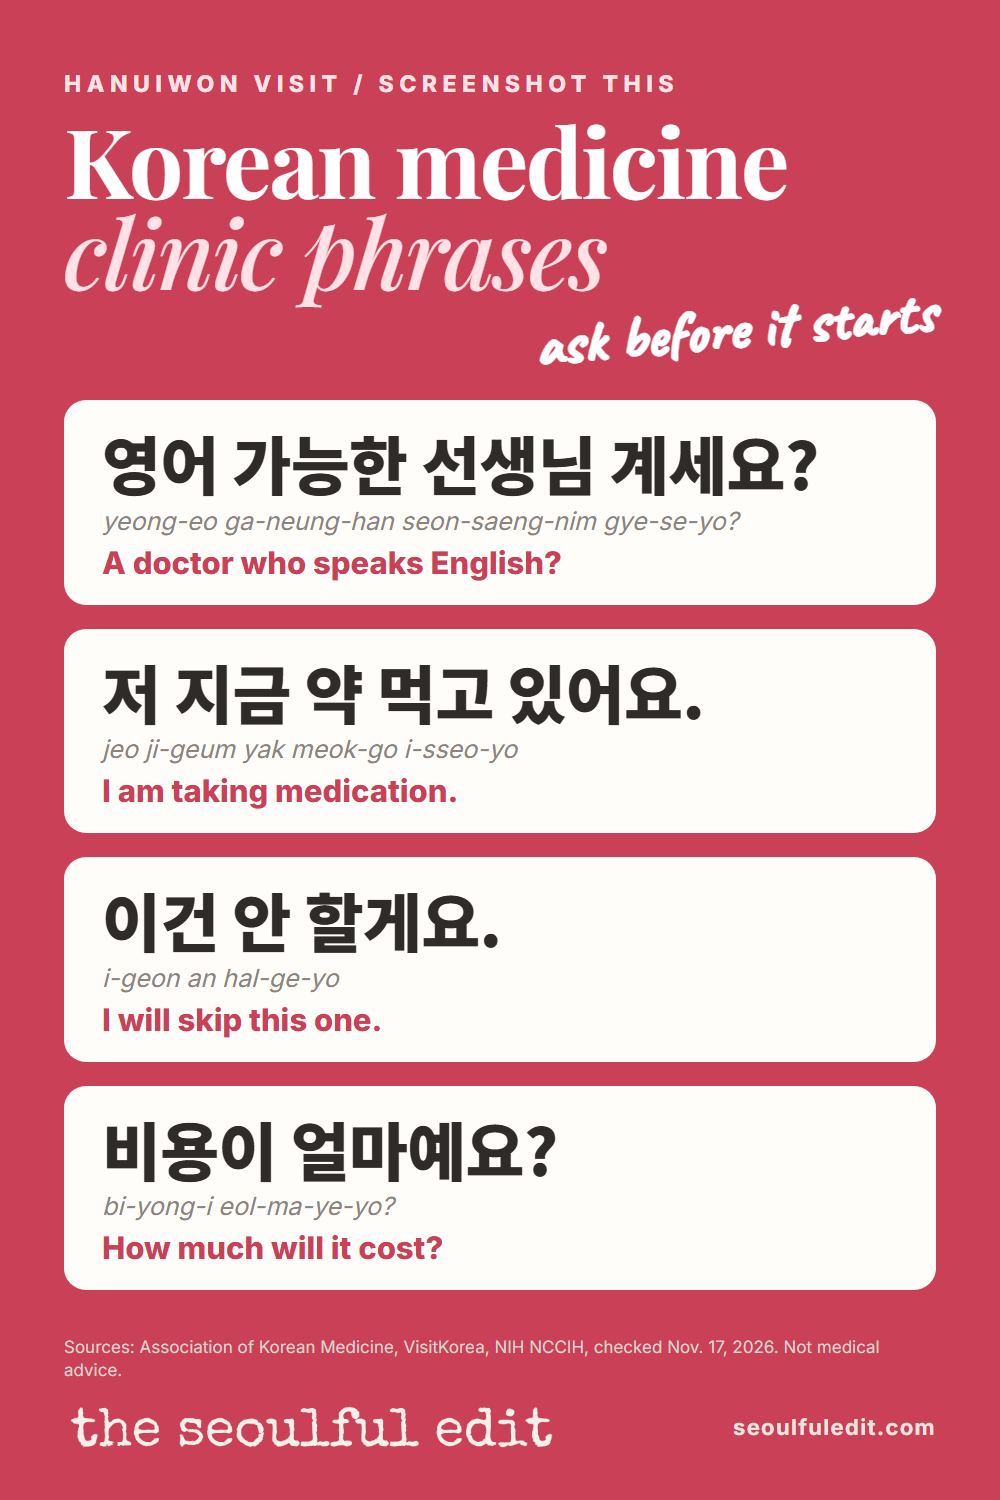 HANUIWON VISIT / SCREENSHOT THIS
Korean medicine
clinic phrases
ask before it starts
영어 가능한 선생님 계세요?
yeong-eo ga-neung-han seon-saeng-nim gye-se-yo?
A doctor who speaks English?
저 지금 약 먹고 있어요.
jeo ji-geum yak meok-go i-sseo-yo
I am taking medication.
이건 안 할게요.
i-geon an hal-ge-yo
I will skip this one.
비용이 얼마예요?
bi-yong-i eol-ma-ye-yo?
How much will it cost?
Sources: Association of Korean Medicine, VisitKorea, NIH NCCIH, checked Nov. 17, 2026. Not medical
advice.
the seoulful edit
seoulfuledit.com